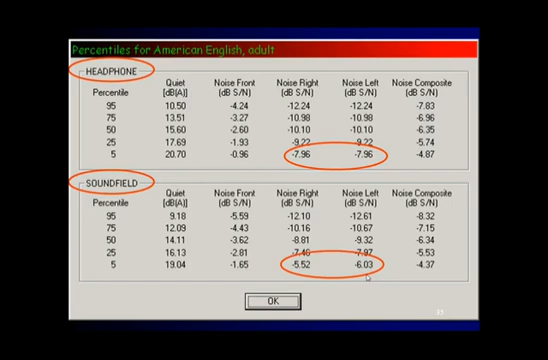 Percentiles for American English, adult
HEADPHONE
Percentile Quiet [dB(A)] Noise Front (dB S/N) Noise Right (dB S/N) Noise Left (dB S/N) Noise Composite (dB S/N)
95 10.50 -4.24 -12.24 -12.24 -7.83
75 13.51 -3.27 -10.98 -10.98 -6.96
50 15.60 -2.60 -10.10 -10.10 -6.35
25 17.69 -1.93 -9.22 -9.22 -5.74
5 20.70 -0.96 -7.96 -7.96 -4.87
SOUNDFIELD
Percentile Quiet [dB(A)] Noise Front (dB S/N) Noise Right (dB S/N) Noise Left (dB S/N) Noise Composite (dB S/N)
95 9.18 -5.59 -12.10 -12.61 -8.32
75 12.09 -4.43 -10.16 -10.67 -7.15
50 14.11 -3.62 -8.81 -9.32 -6.34
25 16.13 -2.81 -7.46 -7.97 -5.53
5 19.04 -1.65 -5.52 -6.03 -4.37
OK